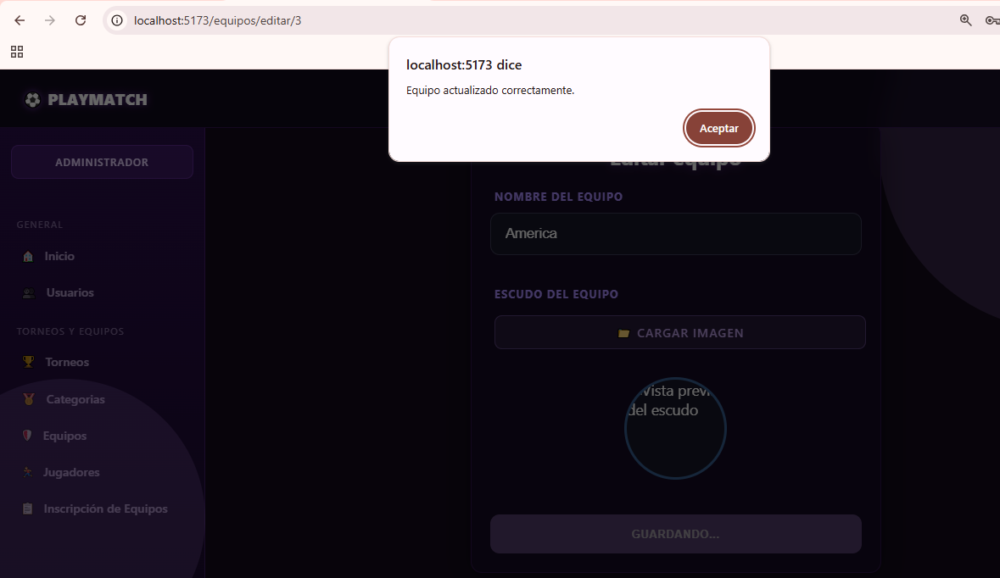 localhost:5173/equipos/editar/3
localhost:5173 dice
Equipo actualizado correctamente.
Aceptar
PLAYMATCH
ADMINISTRADOR
GENERAL
Inicio
Usuarios
TORNEOS Y EQUIPOS
Torneos
Categorias
Equipos
Jugadores
Inscripción de Equipos
Editar equipo
NOMBRE DEL EQUIPO
America
ESCUDO DEL EQUIPO
CARGAR IMAGEN
Vista previ
del escudo
GUARDANDO...